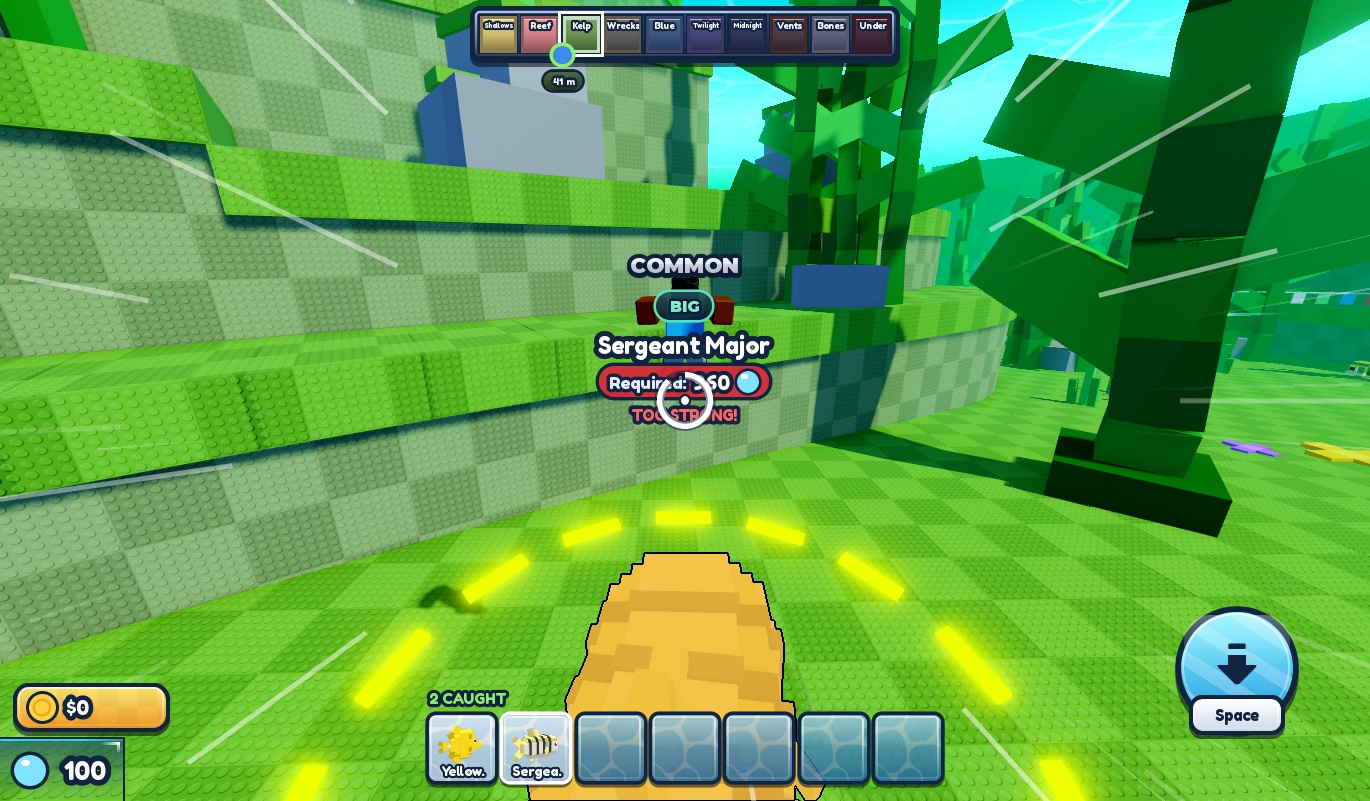 Shallows Reef Kelp Wrecks Blue Twilight Midnight Vents Bones Under
41 m
COMMON
BIG
Sergeant Major
Required: 360
TOO STRONG!
2 CAUGHT
Yellow.
Sergea.
$0
100
Space